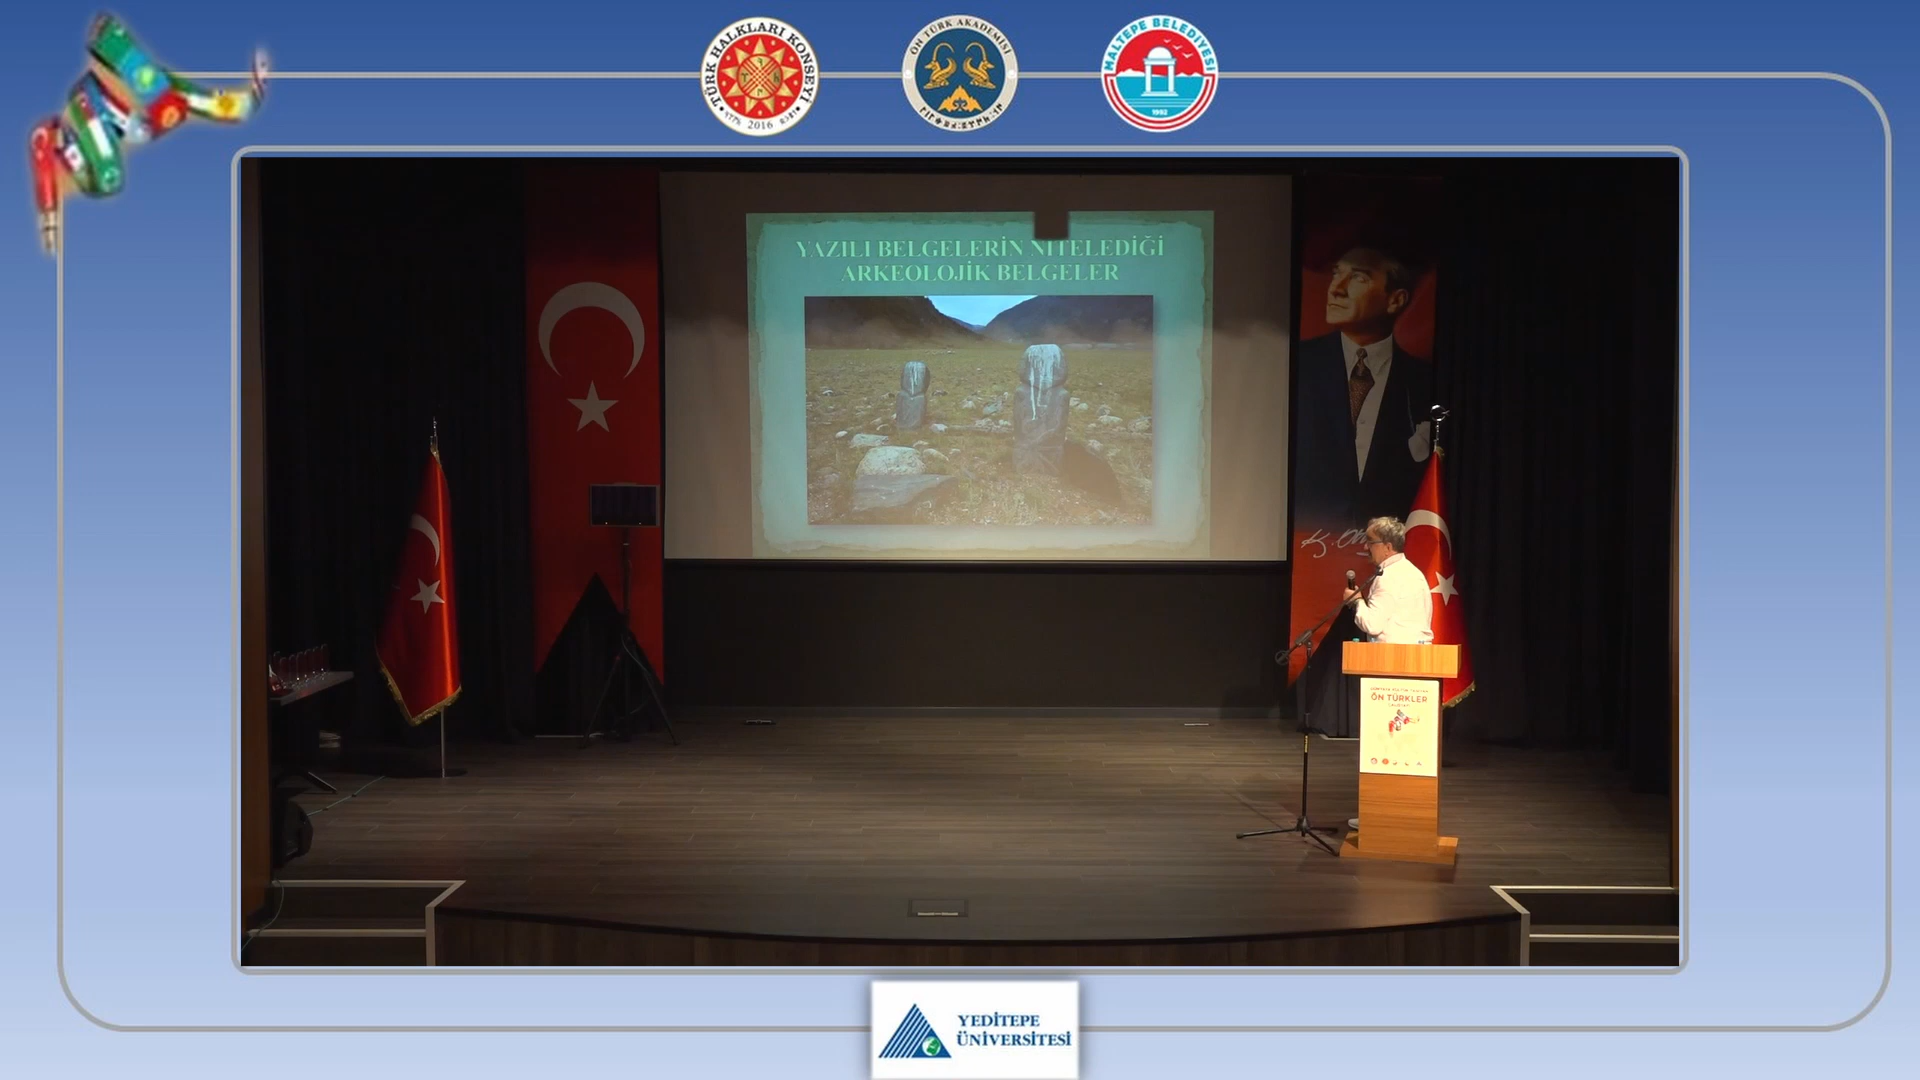 TÜRK HALKLARI KONSEYİ
2016
ÖN TÜRK AKADEMİSİ
MALTEPE BELEDİYESİ
1992
YAZILI BELGELERİN NİTELEDİĞİ
ARKEOLOJİK BELGELER
ÖN TÜRKLER
YEDİTEPE
ÜNİVERSİTESİ